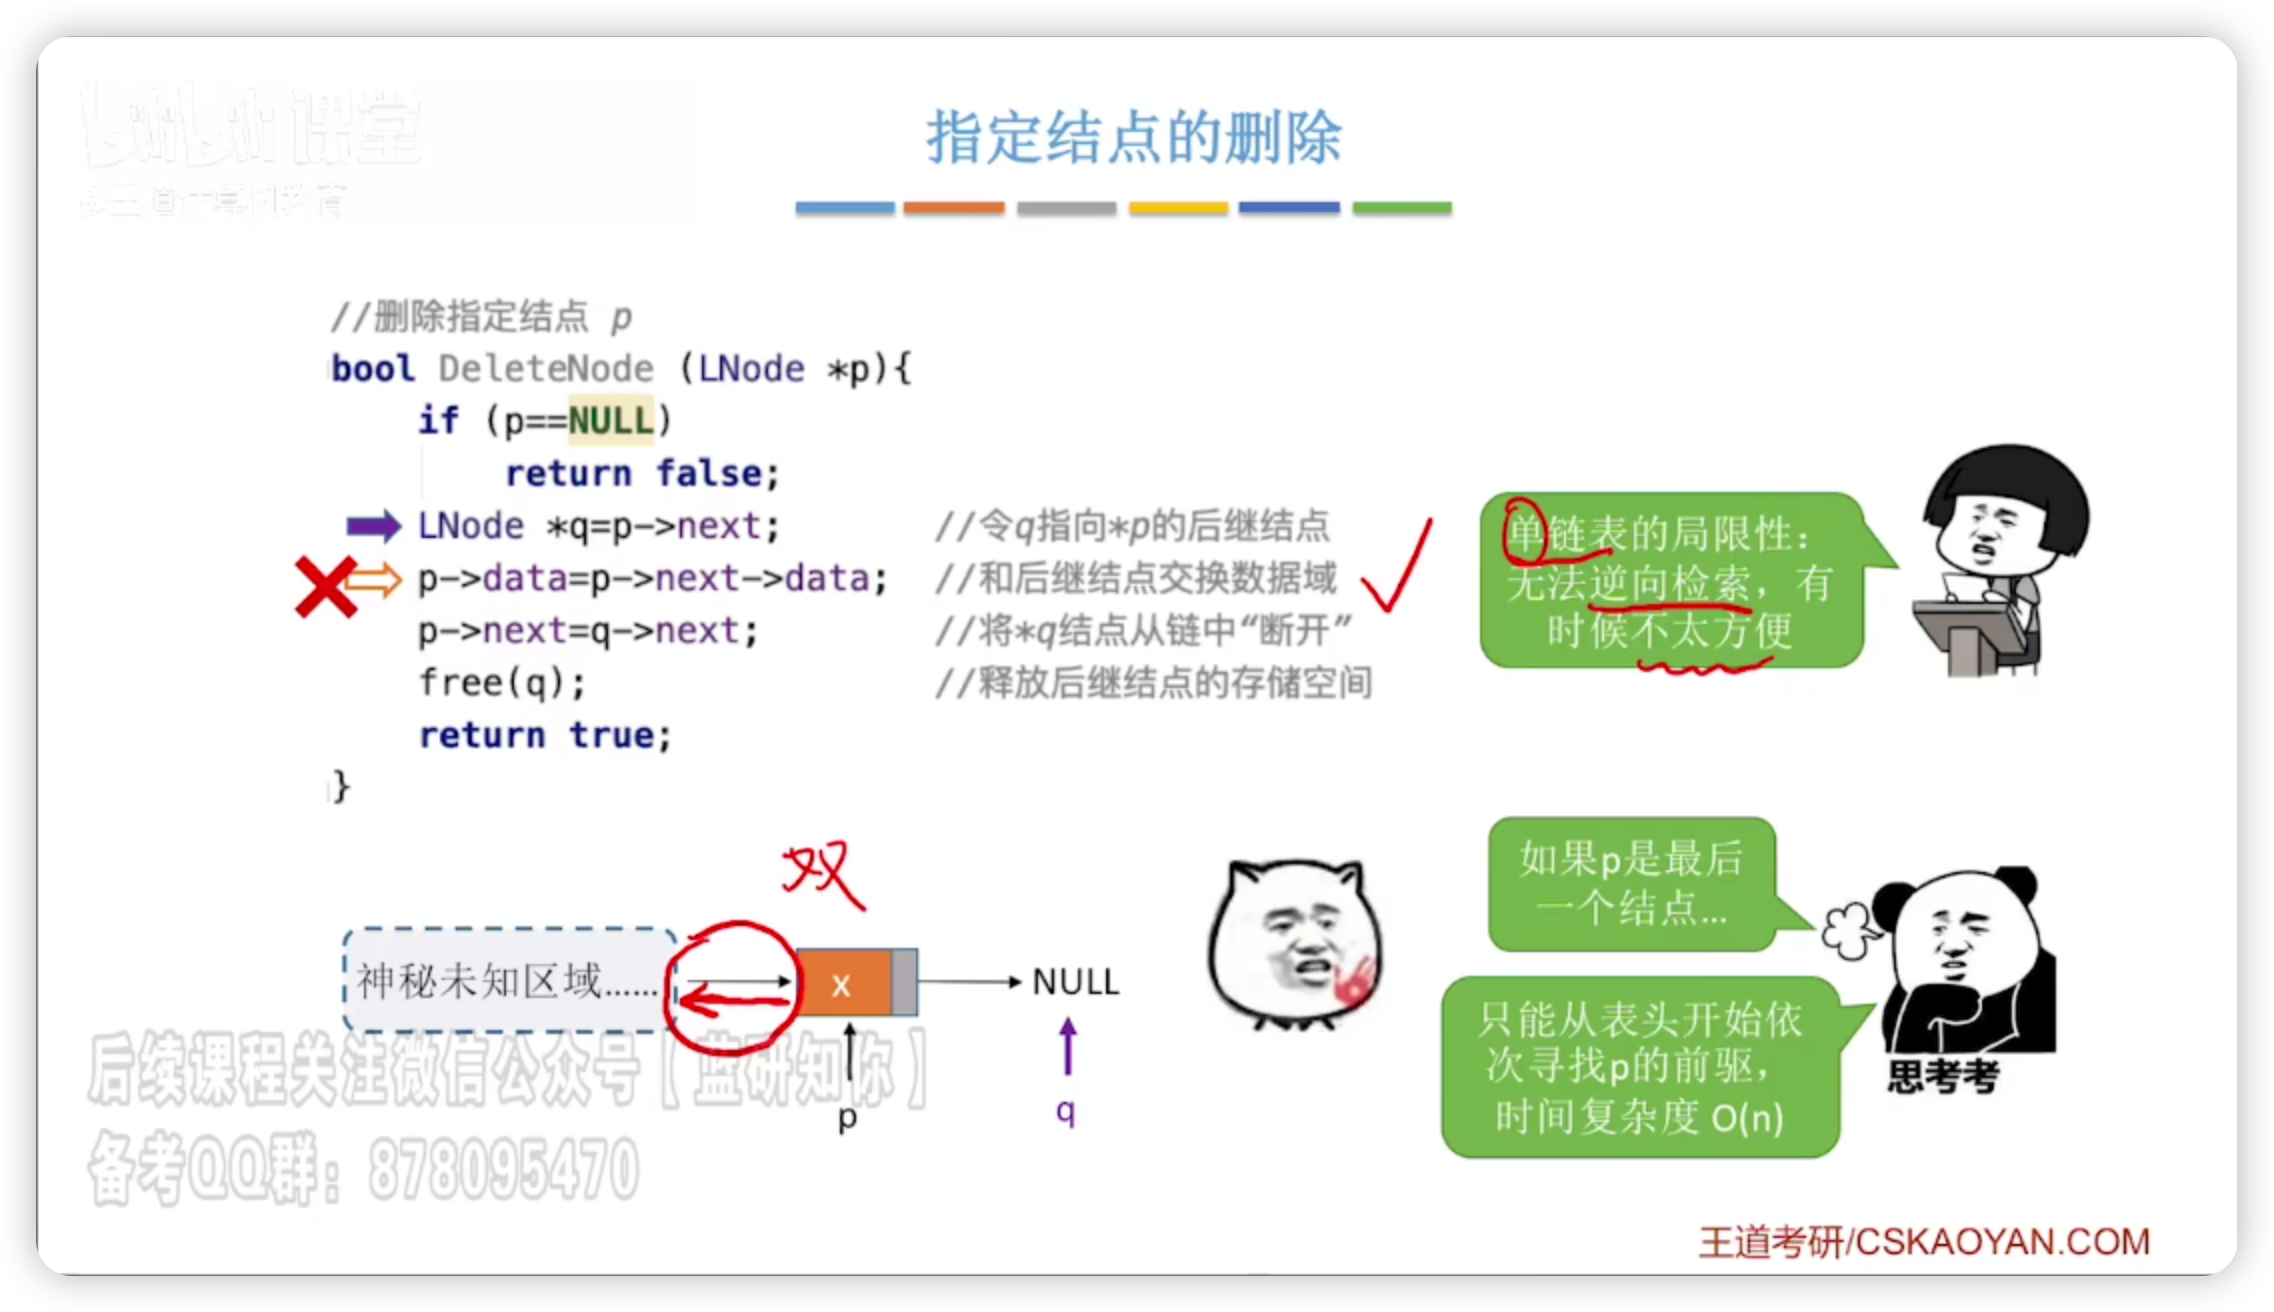 bilibili 课堂
指定结点的删除
//删除指定结点 p
bool DeleteNode (LNode *p){
if (p==NULL)
return false;
LNode *q=p->next; //令q指向*p的后继结点
p->data=p->next->data; //和后继结点交换数据域
p->next=q->next; //将*q结点从链中“断开”
free(q); //释放后继结点的存储空间
return true;
}
单链表的局限性：
无法逆向检索，有
时候不太方便
双
神秘未知区域……
x
NULL
p
q
如果p是最后
一个结点…
只能从表头开始依
次寻找p的前驱，
时间复杂度 O(n)
思考考
后续课程关注微信公众号【蓝研知你】
备考QQ群：878095470
王道考研/CSKAOYAN.COM